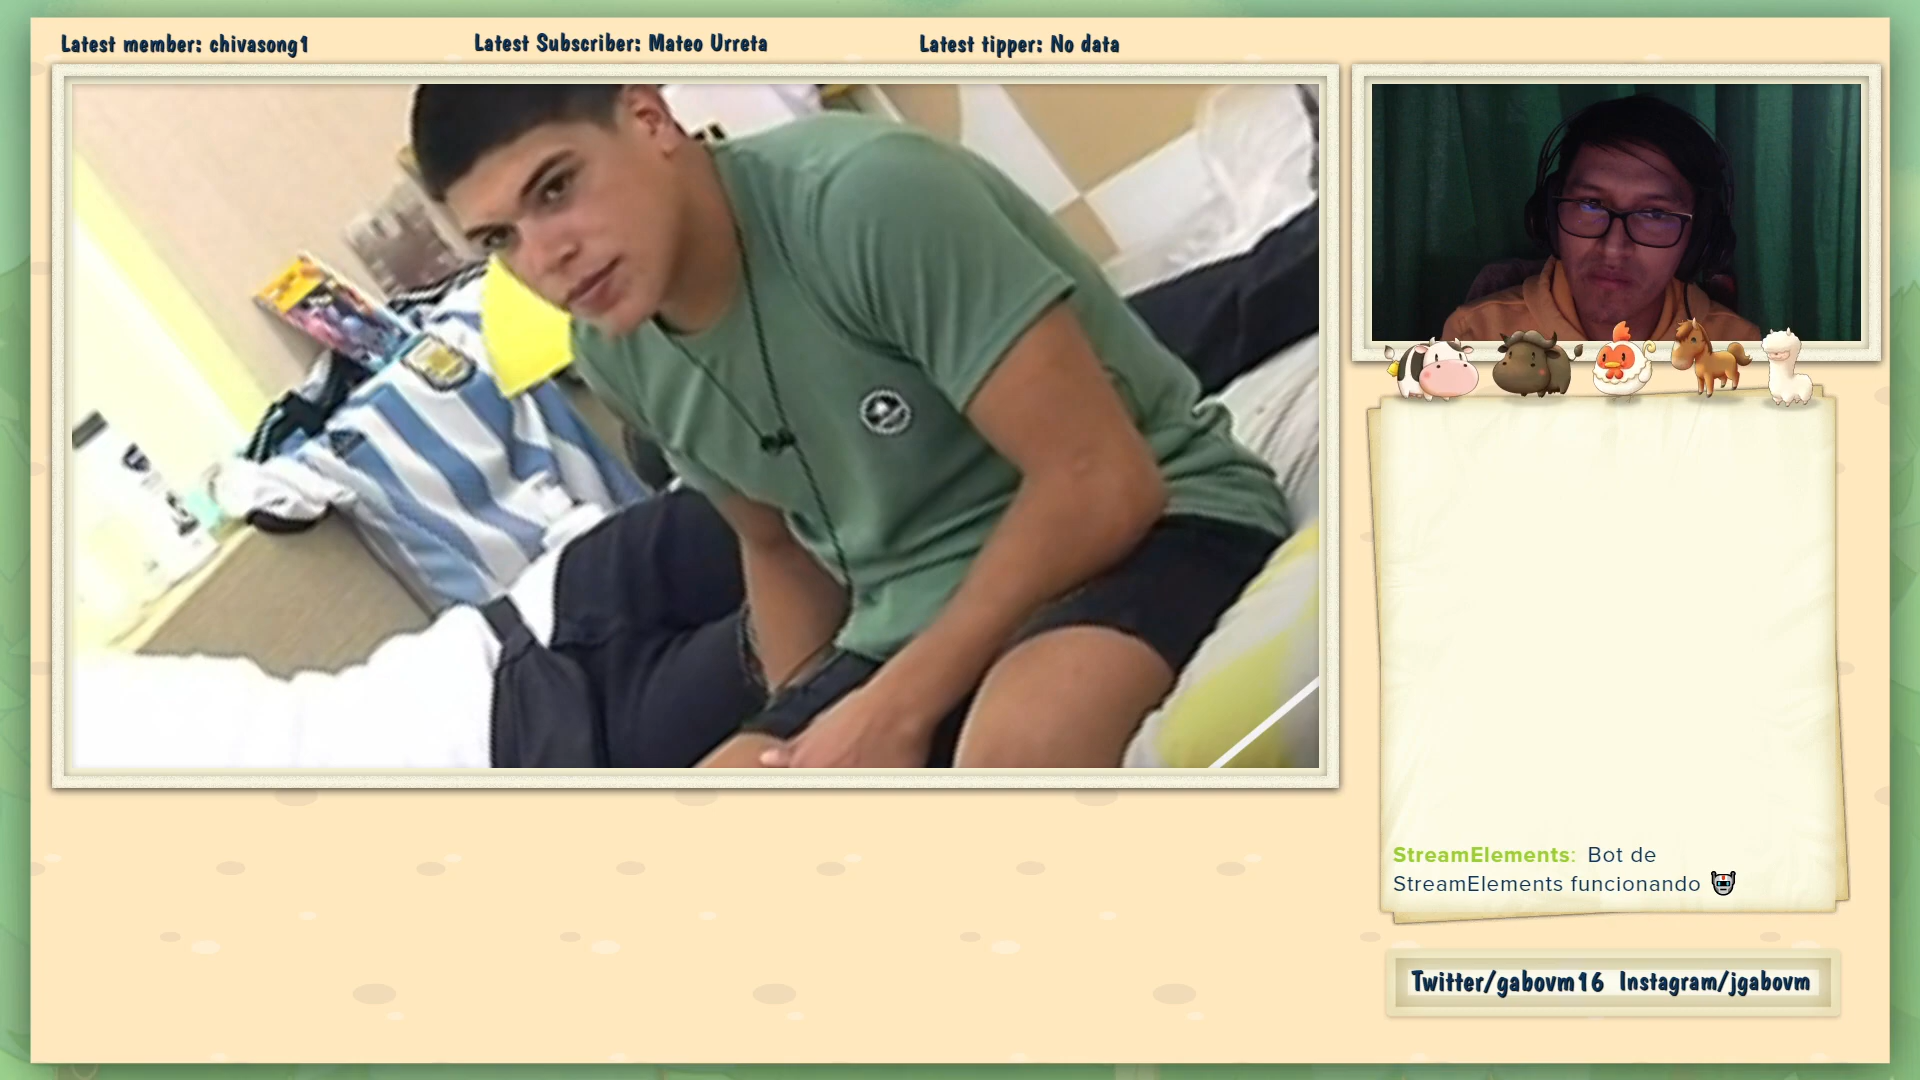 Latest member: chivasong1
Latest Subscriber: Mateo Urreta
Latest tipper: No data
StreamElements: Bot de
StreamElements funcionando
Twitter/gabovm16 Instagram/jgabovm